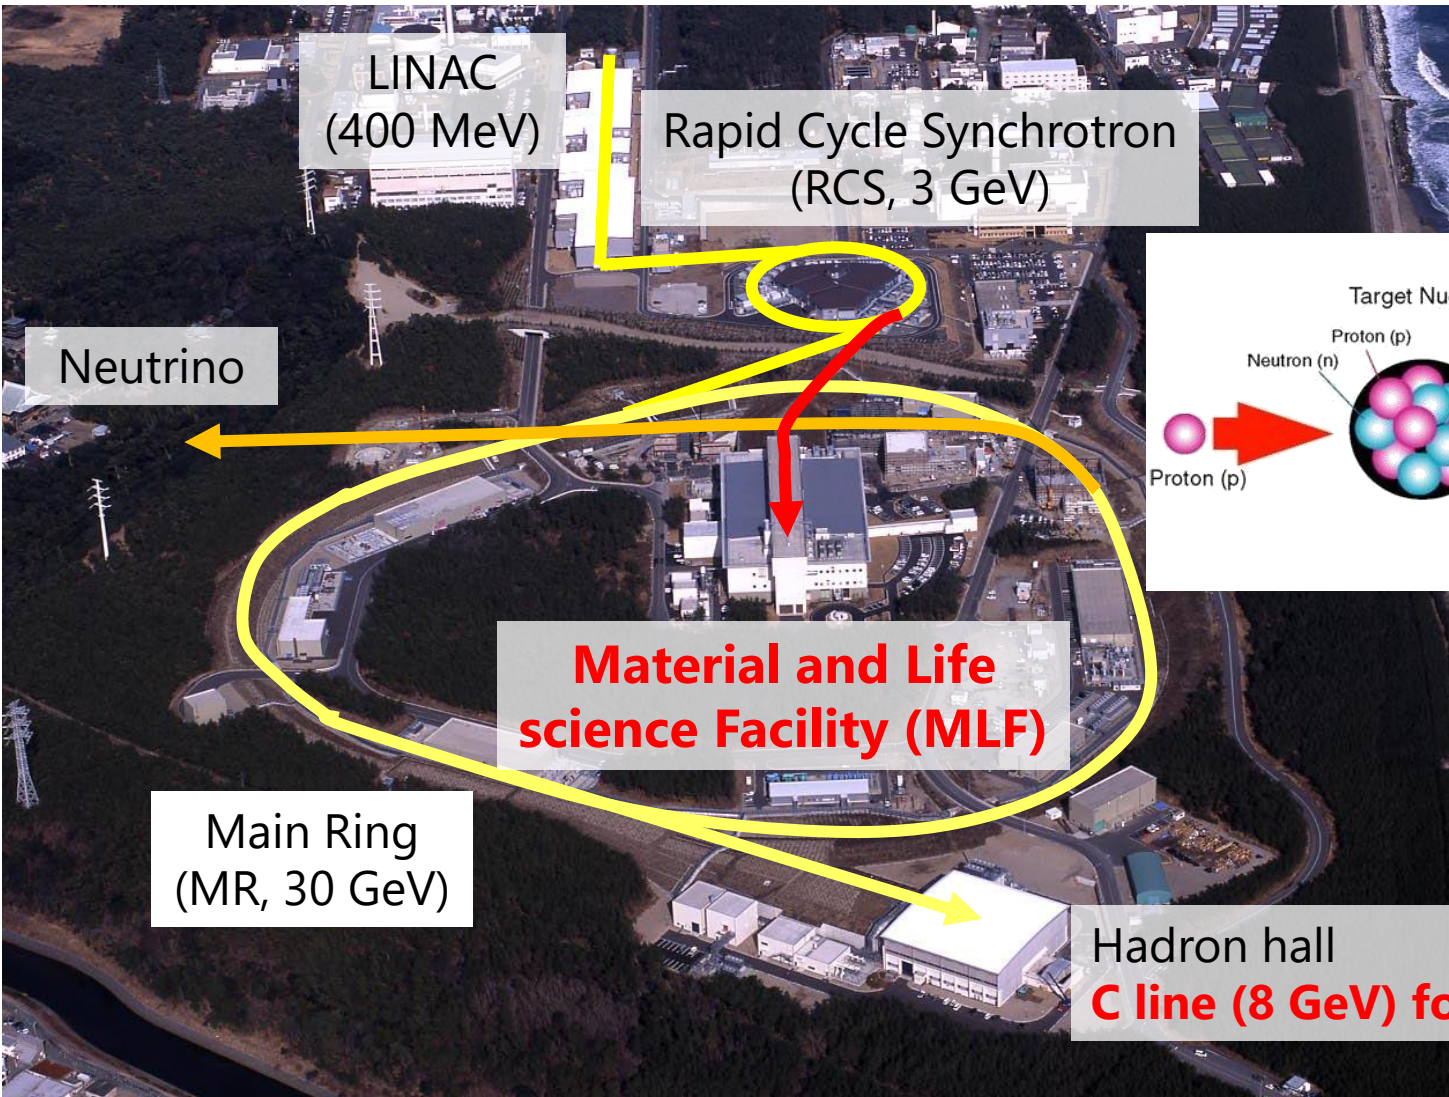 LINAC
(400 MeV)
Rapid Cycle Synchrotron
(RCS, 3 GeV)
Target Nu
Proton (p)
Neutron (n)
Proton (p)
Neutrino
Material and Life
science Facility (MLF)
Main Ring
(MR, 30 GeV)
Hadron hall
C line (8 GeV) fo